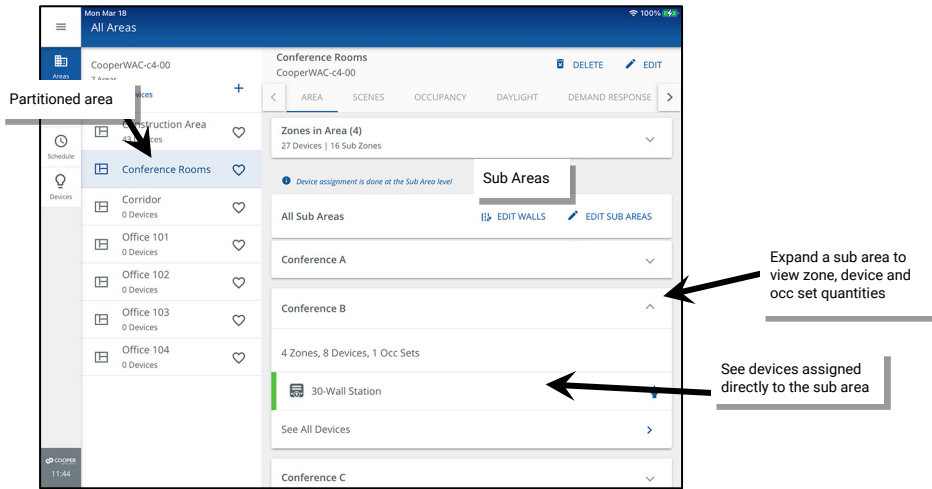 Mon Mar 18
100%
All Areas
Areas
CooperWAC-c4-00
7 Areas
Partitioned area
Construction Area
43 Devices
Schedule
Conference Rooms
Devices
Corridor
0 Devices
Office 101
0 Devices
Office 102
0 Devices
Office 103
0 Devices
Office 104
0 Devices
COOPER
11:44
Conference Rooms
CooperWAC-c4-00
DELETE
EDIT
AREA SCENES OCCUPANCY DAYLIGHT DEMAND RESPONSE
Zones in Area (4)
27 Devices | 16 Sub Zones
Device assignment is done at the Sub Area level
Sub Areas
All Sub Areas
EDIT WALLS
EDIT SUB AREAS
Conference A
Conference B
4 Zones, 8 Devices, 1 Occ Sets
30-Wall Station
See All Devices
Conference C
Expand a sub area to
view zone, device and
occ set quantities
See devices assigned
directly to the sub area